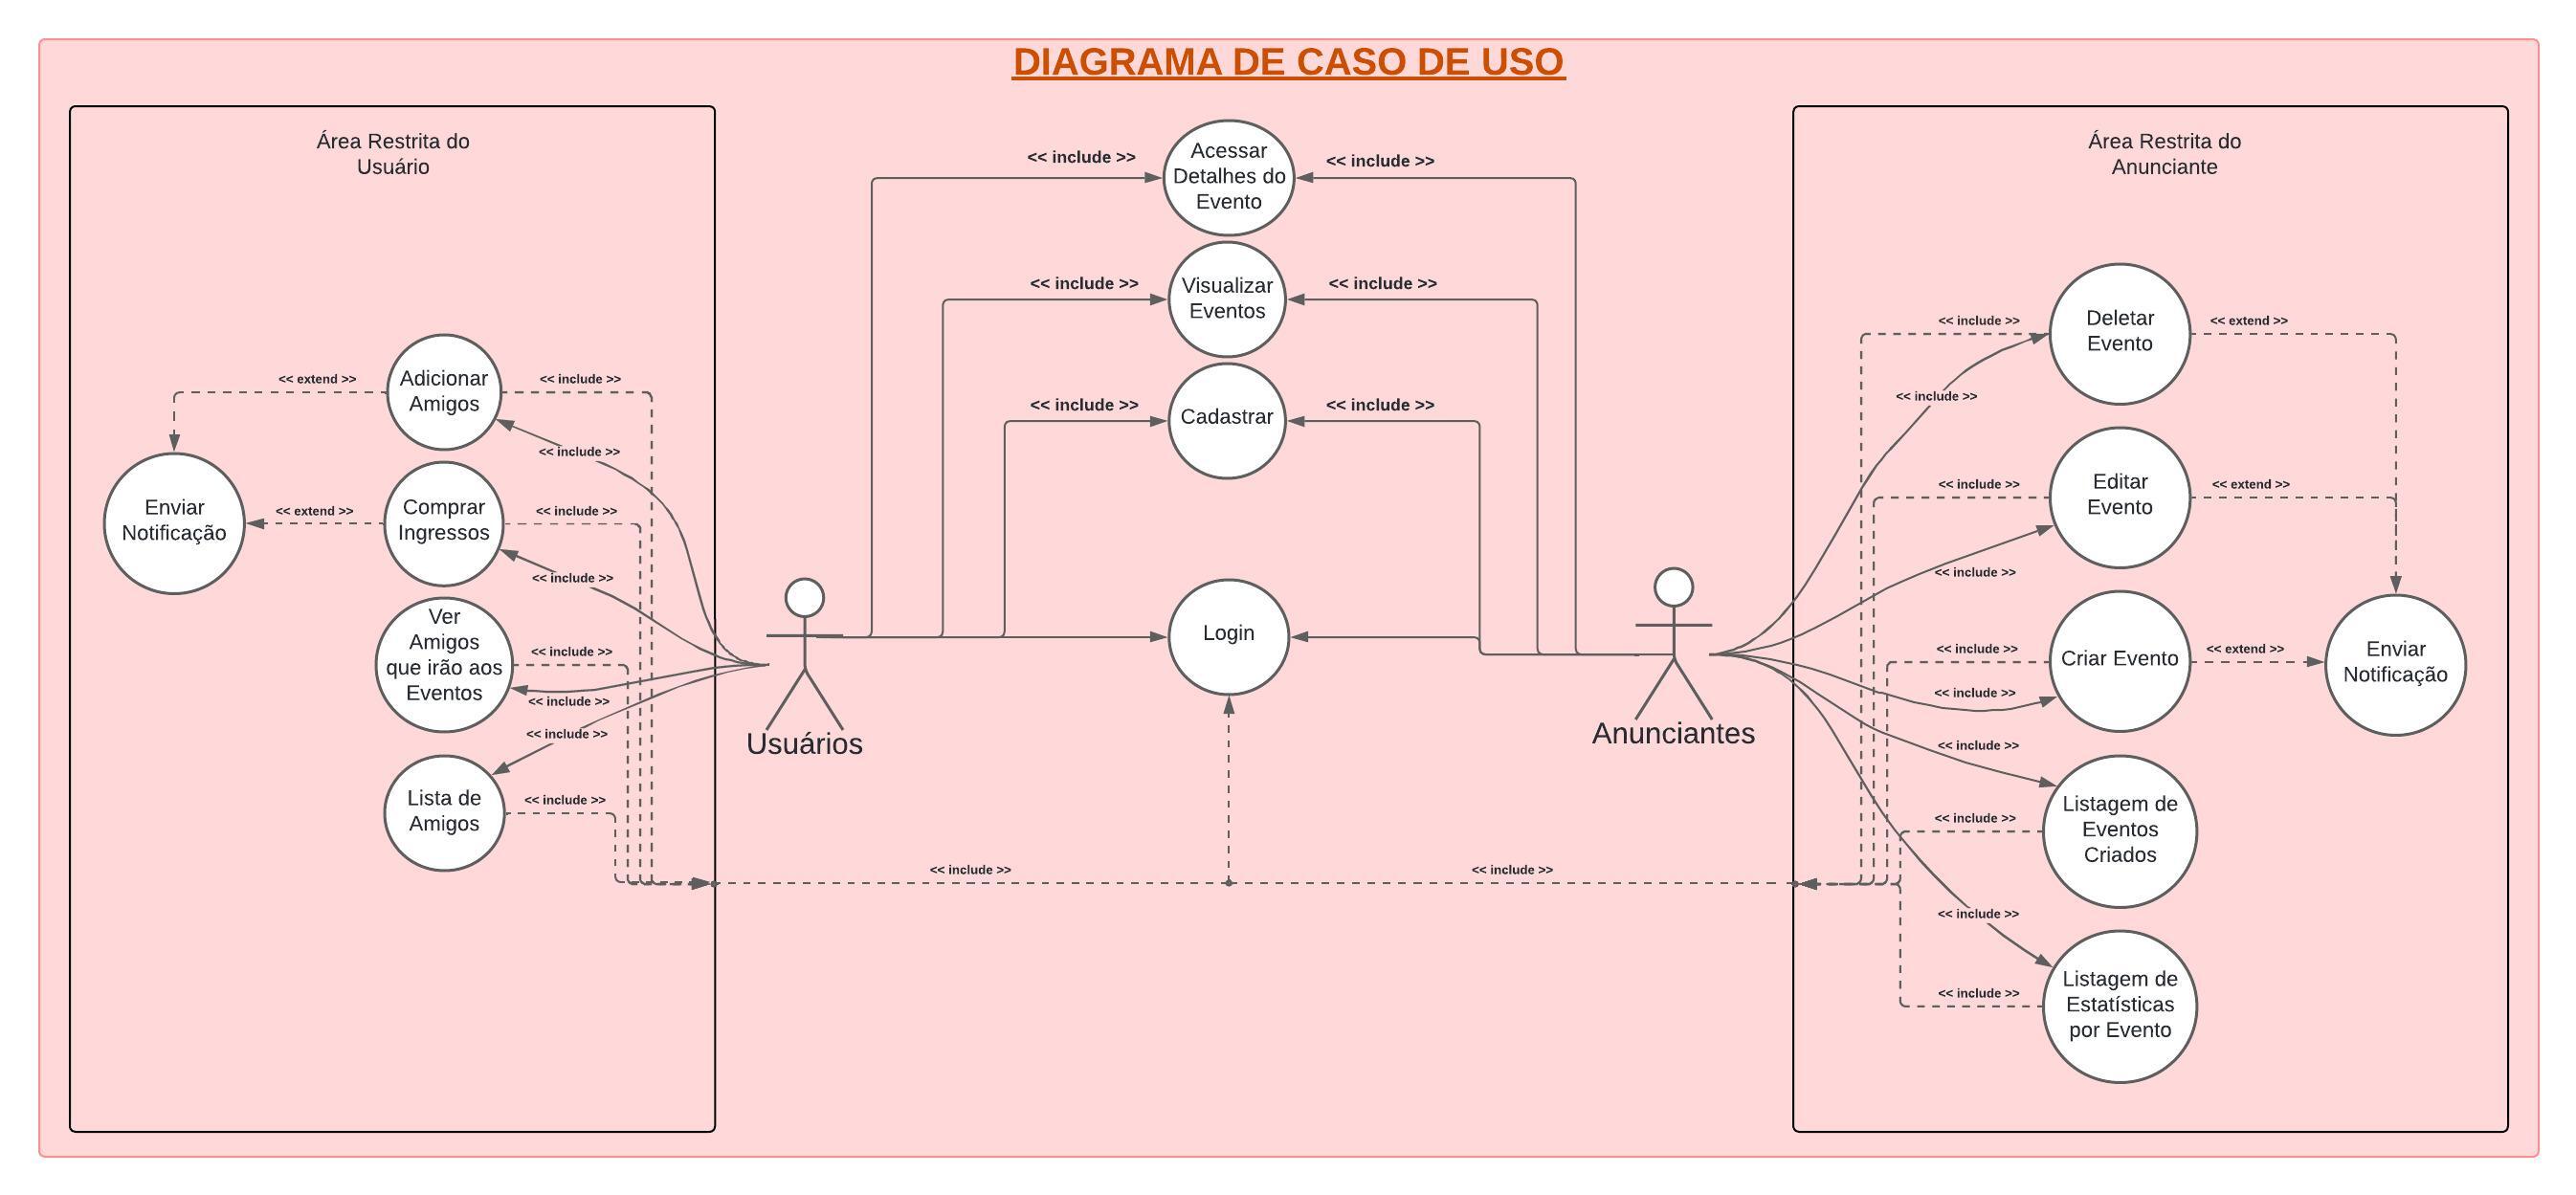 DIAGRAMA DE CASO DE USO
Área Restrita do
Usuário
<< extend >>
Adicionar
Amigos
<< include >>
<< include >>
Enviar
Notificação
<< extend >>
Comprar
Ingressos
<< include >>
<< include >>
Ver
Amigos
que irão aos
Eventos
<< include >>
<< include >>
<< include >>
Lista de
Amigos
<< include >>
Usuários
<< include >>
Acessar
Detalhes do
Evento
<< include >>
<< include >>
Visualizar
Eventos
<< include >>
<< include >>
Cadastrar
<< include >>
Login
<< include >>
<< include >>
Anunciantes
Área Restrita do
Anunciante
<< include >>
Deletar
Evento
<< extend >>
<< include >>
<< include >>
Editar
Evento
<< extend >>
<< include >>
<< include >>
Criar Evento
<< extend >>
Enviar
Notificação
<< include >>
<< include >>
Listagem de
Eventos
Criados
<< include >>
<< include >>
Listagem de
Estatísticas
por Evento
<< include >>